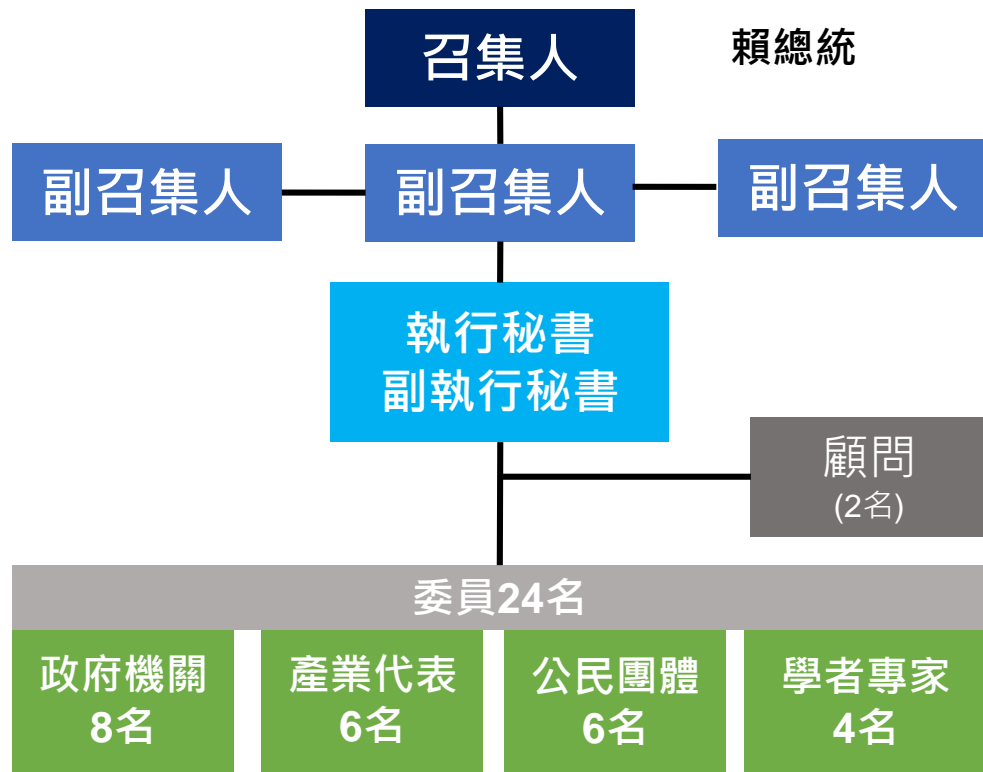 召集人
賴總統
副召集人
副召集人
副召集人
執行秘書
副執行秘書
顧問
(2名)
委員24名
政府機關
8名
產業代表
6名
公民團體
6名
學者專家
4名